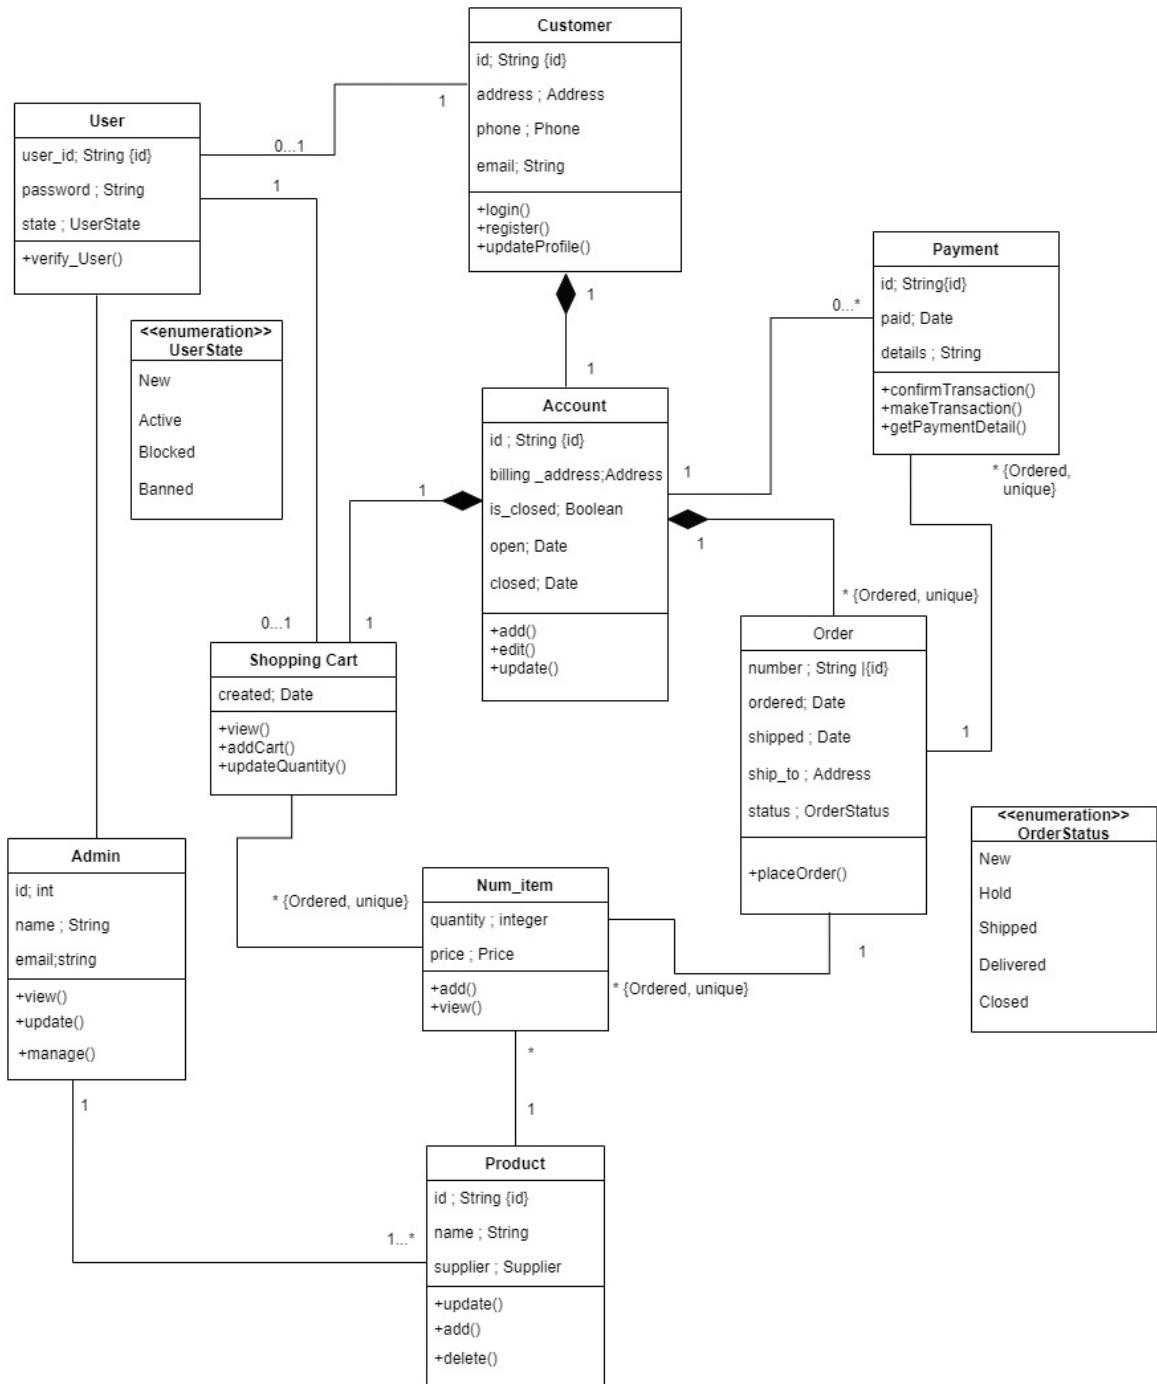 Customer
id; String {id}
address ; Address
phone ; Phone
email; String
+login()
+register()
+updateProfile()
1
0...1
User
user_id; String {id}
password ; String
state ; UserState
+verify_User()
1
<<enumeration>>
UserState
New
Active
Blocked
Banned
1
1
Payment
id; String{id}
paid; Date
details ; String
+confirmTransaction()
+makeTransaction()
+getPaymentDetail()
0...*
1
* {Ordered,
unique}
Account
id ; String {id}
billing _address;Address
is_closed; Boolean
open; Date
closed; Date
+add()
+edit()
+update()
1
1
* {Ordered, unique}
0...1
1
Shopping Cart
created; Date
+view()
+addCart()
+updateQuantity()
Order
number ; String |{id}
ordered; Date
shipped ; Date
ship_to ; Address
status ; OrderStatus
+placeOrder()
1
<<enumeration>>
OrderStatus
New
Hold
Shipped
Delivered
Closed
Admin
id; int
name ; String
email;string
+view()
+update()
+manage()
* {Ordered, unique}
Num_item
quantity ; integer
price ; Price
+add()
+view()
1
* {Ordered, unique}
*
1
1
1...*
Product
id ; String {id}
name ; String
supplier ; Supplier
+update()
+add()
+delete()